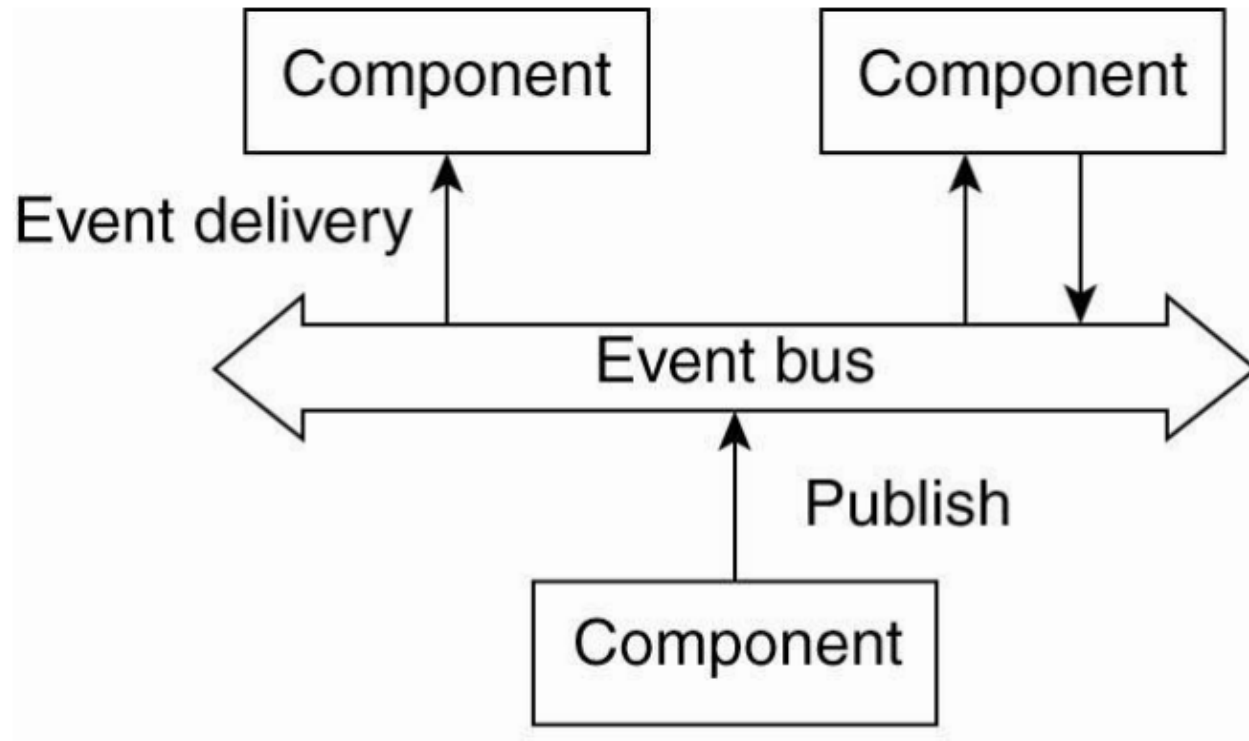 Component
Component
Event delivery
Event bus
Publish
Component